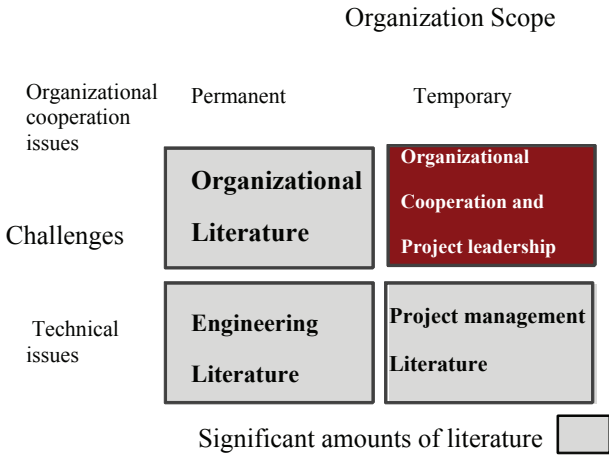 Organization Scope
Organizational
cooperation
issues
Permanent
Temporary
Organizational
Literature
Organizational
Cooperation and
Project leadership
Challenges
Technical
issues
Engineering
Literature
Project management
Literature
Significant amounts of literature